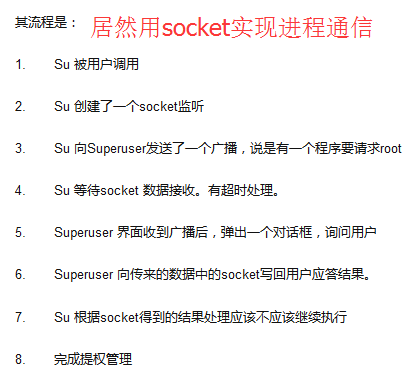 其流程是： 居然用socket实现进程通信
1. Su 被用户调用
2. Su 创建了一个socket监听
3. Su 向Superuser发送了一个广播，说是有一个程序要请求root
4. Su 等待socket 数据接收。有超时处理。
5. Superuser 界面收到广播后，弹出一个对话框，询问用户
6. Superuser 向传来的数据中的socket写回用户应答结果。
7. Su 根据socket得到的结果处理应该不应该继续执行
8. 完成提权管理